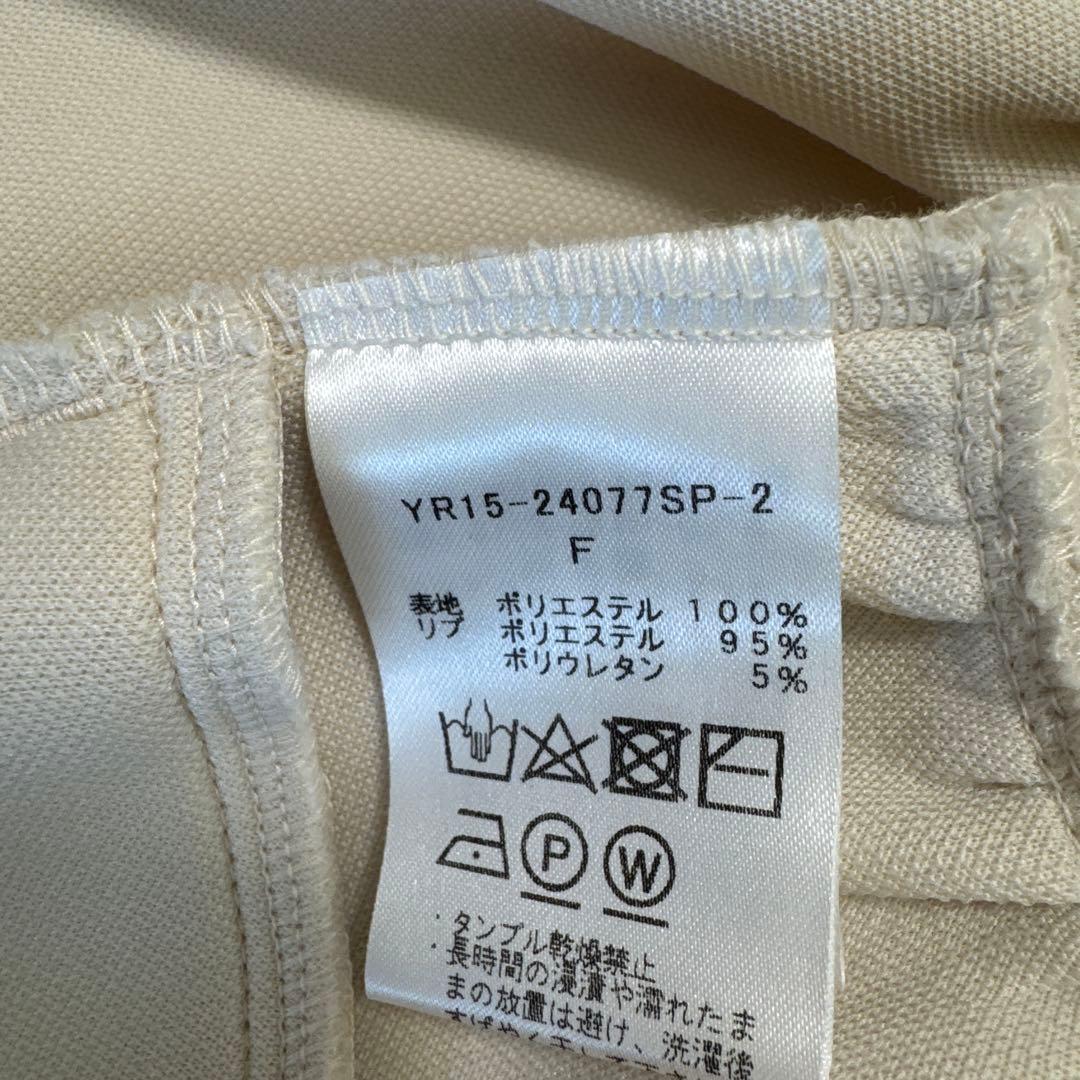 YR15-24077SP-2
F
表地 ポリエステル 100%
リブ ポリエステル 95%
ポリウレタン 5%
P W
・タンブル乾燥禁止
・長時間の浸漬や濡れたま
まの放置は避け、洗濯後